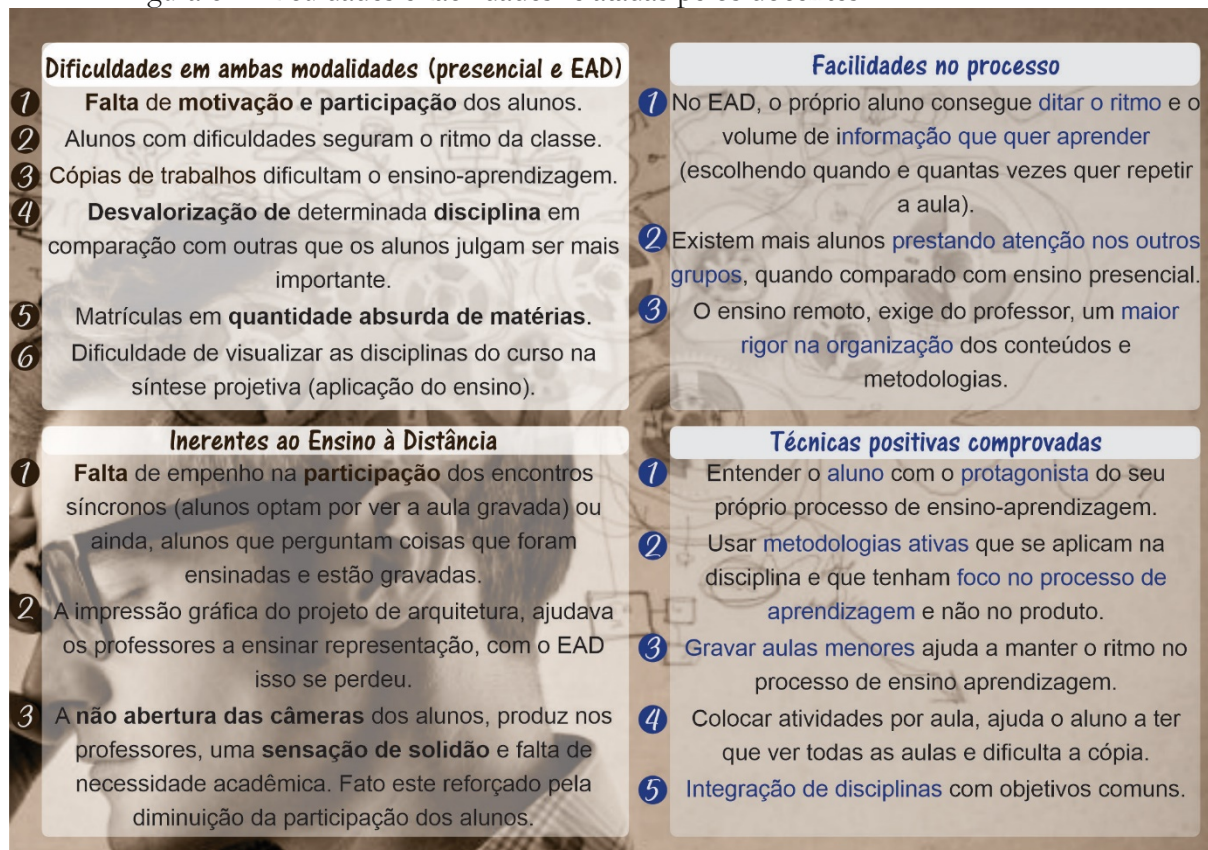 Dificuldades em ambas modalidades (presencial e EAD)
1 Falta de motivação e participação dos alunos.
2 Alunos com dificuldades seguram o ritmo da classe.
3 Cópias de trabalhos dificultam o ensino-aprendizagem.
4 Desvalorização de determinada disciplina em
comparação com outras que os alunos julgam ser mais
importante.
5 Matrículas em quantidade absurda de matérias.
6 Dificuldade de visualizar as disciplinas do curso na
síntese projetiva (aplicação do ensino).
Inerentes ao Ensino à Distância
1 Falta de empenho na participação dos encontros
síncronos (alunos optam por ver a aula gravada) ou
ainda, alunos que perguntam coisas que foram
ensinadas e estão gravadas.
2 A impressão gráfica do projeto de arquitetura, ajudava
os professores a ensinar representação, com o EAD
isso se perdeu.
3 A não abertura das câmeras dos alunos, produz nos
professores, uma sensação de solidão e falta de
necessidade acadêmica. Fato este reforçado pela
diminuição da participação dos alunos.
Facilidades no processo
1 No EAD, o próprio aluno consegue ditar o ritmo e o
volume de informação que quer aprender
(escolhendo quando e quantas vezes quer repetir
a aula).
2 Existem mais alunos prestando atenção nos outros
grupos, quando comparado com ensino presencial.
3 O ensino remoto, exige do professor, um maior
rigor na organização dos conteúdos e
metodologias.
Técnicas positivas comprovadas
1 Entender o aluno com o protagonista do seu
próprio processo de ensino-aprendizagem.
2 Usar metodologias ativas que se aplicam na
disciplina e que tenham foco no processo de
aprendizagem e não no produto.
3 Gravar aulas menores ajuda a manter o ritmo no
processo de ensino aprendizagem.
4 Colocar atividades por aula, ajuda o aluno a ter
que ver todas as aulas e dificulta a cópia.
5 Integração de disciplinas com objetivos comuns.